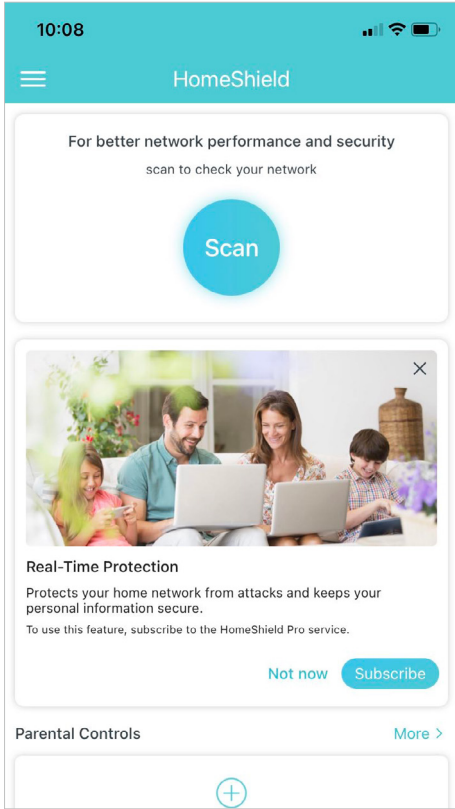 10:08
HomeShield
For better network performance and security
scan to check your network
Scan
Real-Time Protection
Protects your home network from attacks and keeps your
personal information secure.
To use this feature, subscribe to the HomeShield Pro service.
Not now Subscribe
Parental Controls More >